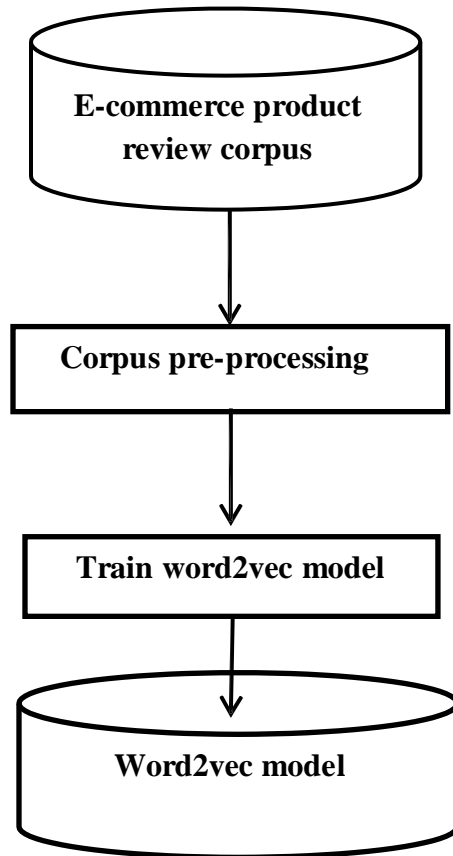 E-commerce product
review corpus
Corpus pre-processing
Train word2vec model
Word2vec model